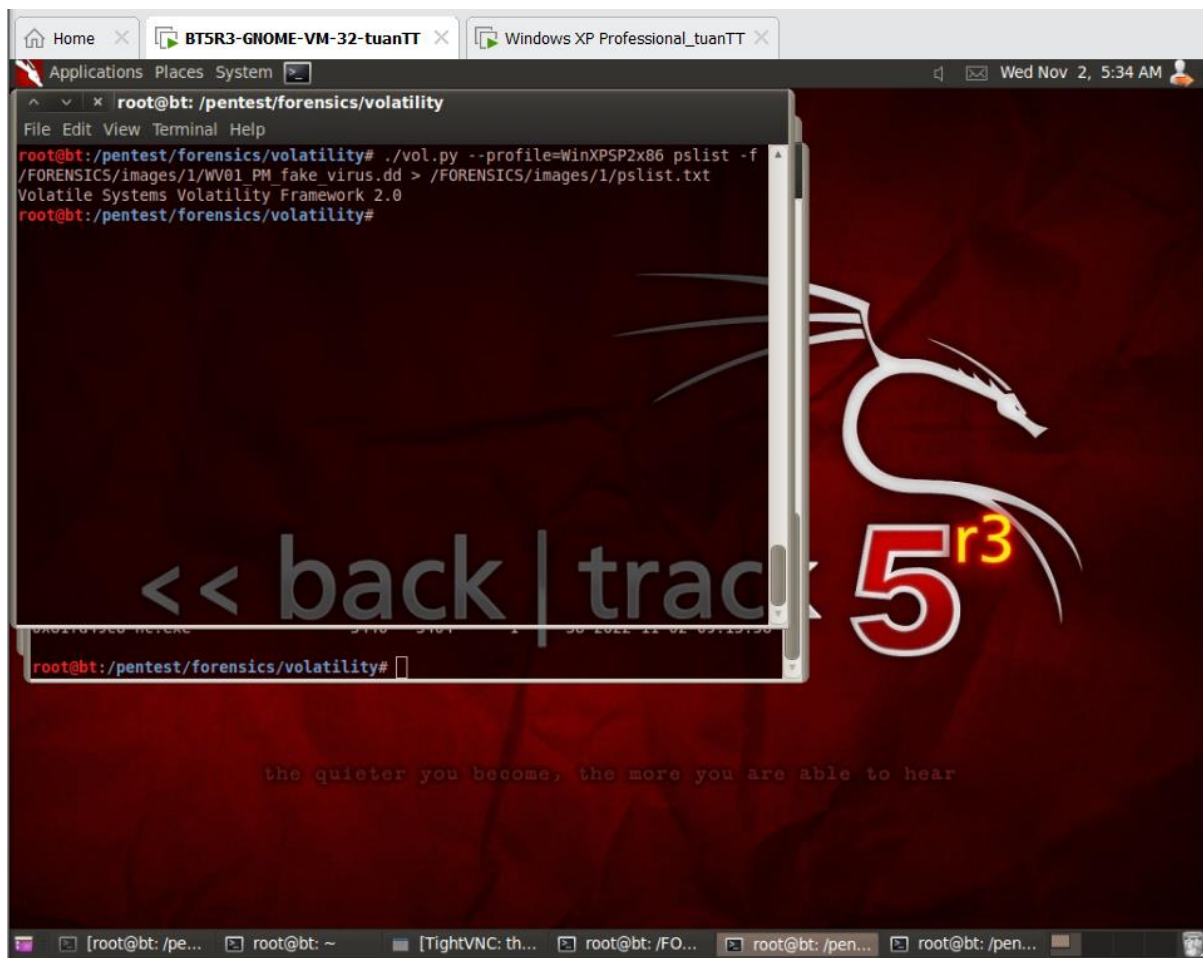 Home
BT5R3-GNOME-VM-32-tuanTT
Windows XP Professional_tuanTT
Applications Places System
Wed Nov 2, 5:34 AM
root@bt: /pentest/forensics/volatility
File Edit View Terminal Help
root@bt:/pentest/forensics/volatility# ./vol.py --profile=WinXPSP2x86 pslist -f
/FORENSICS/images/1/WV01_PM_fake_virus.dd > /FORENSICS/images/1/pslist.txt
Volatile Systems Volatility Framework 2.0
root@bt:/pentest/forensics/volatility#
<< back | track 5 r3
root@bt:/pentest/forensics/volatility#
the quieter you become, the more you are able to hear
[root@bt: /pe...
root@bt: ~
[TightVNC: th...
root@bt: /FO...
root@bt: /pen...
root@bt: /pen...